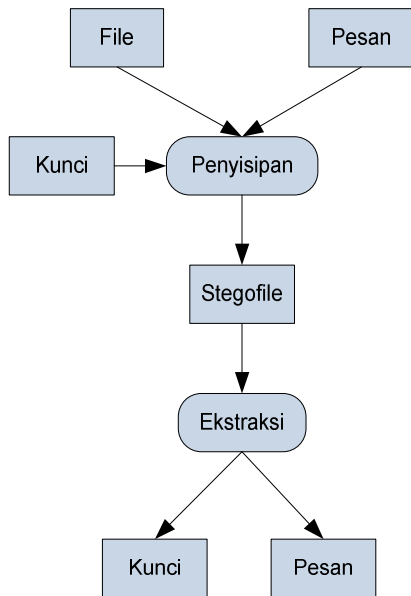 File
Pesan
Kunci
Penyisipan
Stegofile
Ekstraksi
Kunci
Pesan